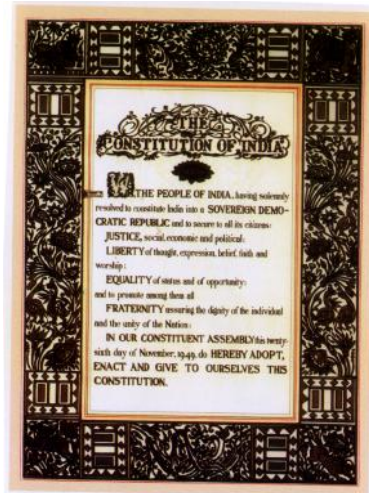 THE
CONSTITUTION OF INDIA
WE, THE PEOPLE OF INDIA, having solemnly
resolved to constitute India into a SOVEREIGN DEMO-
CRATIC REPUBLIC and to secure to all its citizens:
JUSTICE, social, economic and political;
LIBERTY of thought, expression, belief, faith and
worship;
EQUALITY of status and of opportunity;
and to promote among them all
FRATERNITY assuring the dignity of the individual
and the unity of the Nation;
IN OUR CONSTITUENT ASSEMBLY this twenty-
sixth day of November, 1949, do HEREBY ADOPT,
ENACT AND GIVE TO OURSELVES THIS
CONSTITUTION.